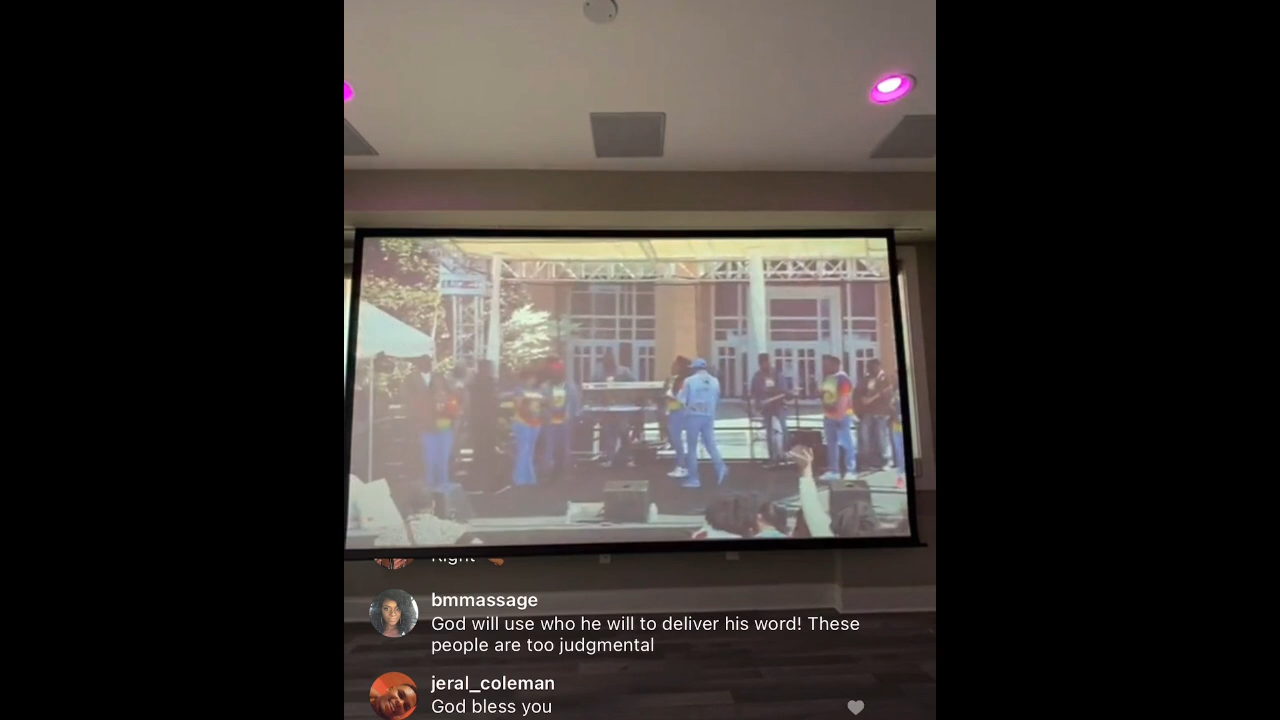 Right
bmmassage
God will use who he will to deliver his word! These
people are too judgmental
jeral_coleman
God bless you